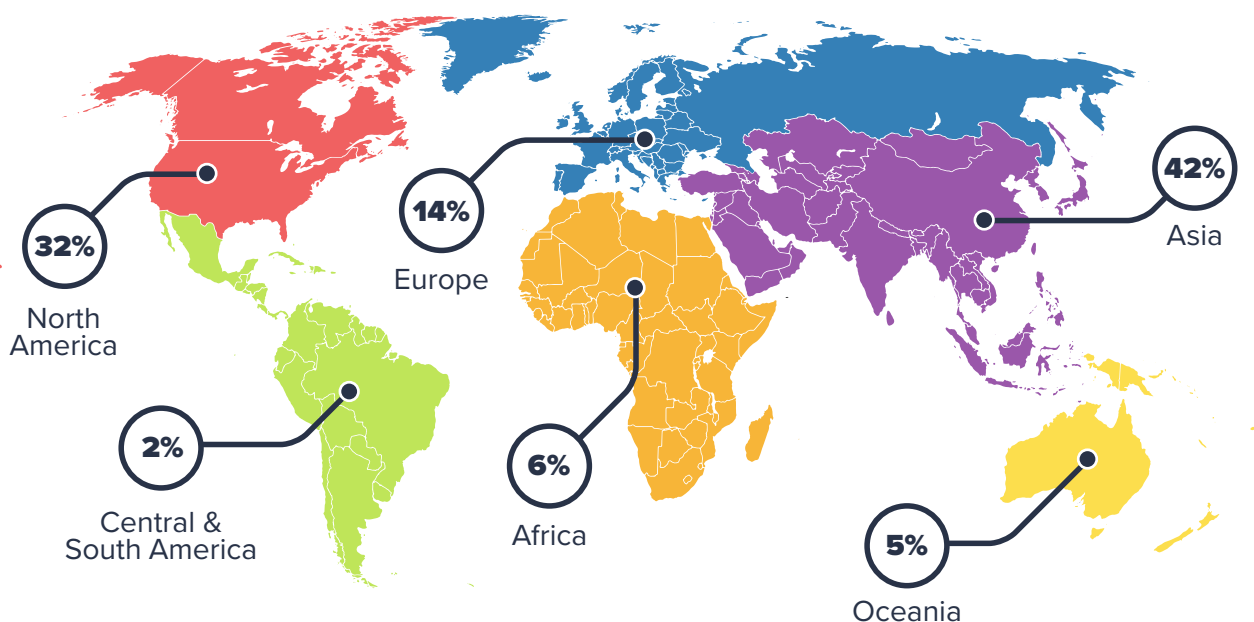 32%
North
America
14%
Europe
42%
Asia
2%
Central &
South America
6%
Africa
5%
Oceania